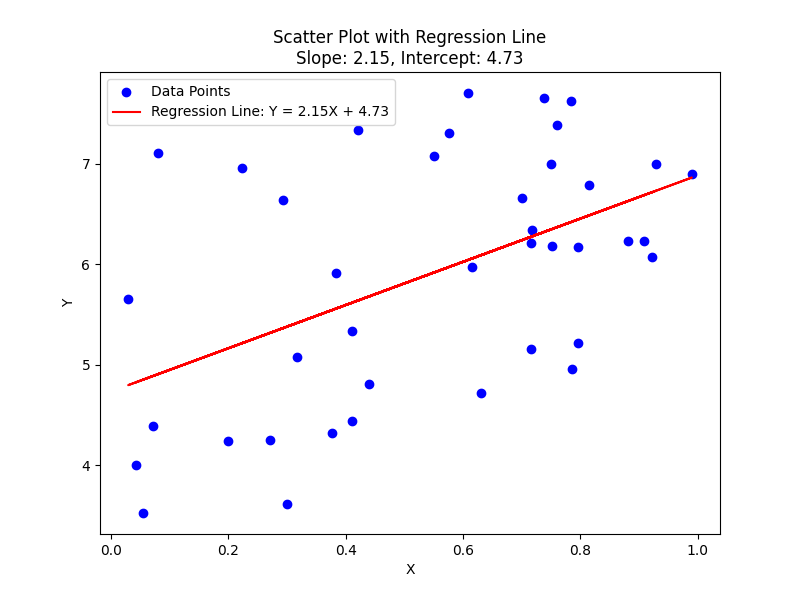 Scatter Plot with Regression Line
Slope: 2.15, Intercept: 4.73
Data Points
Regression Line: Y = 2.15X + 4.73
7
6
5
4
Y
0.0 0.2 0.4 0.6 0.8 1.0
X